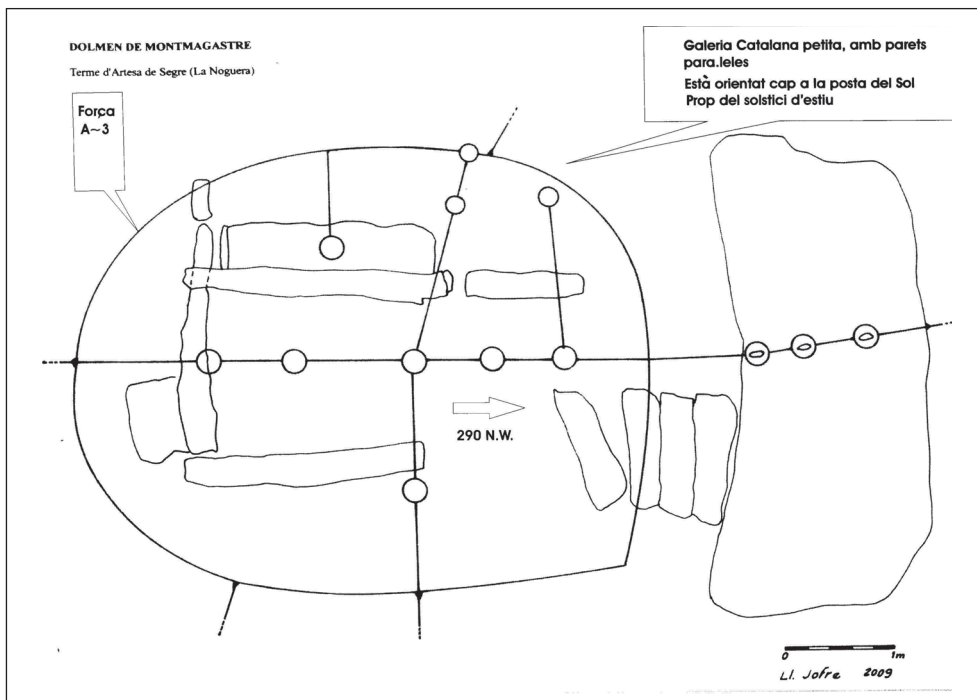 DOLMEN DE MONTMAGASTRE
Terme d'Artesa de Segre (La Noguera)
Força
A~3
Galeria Catalana petita, amb parets
para.leles
Està orientat cap a la posta del Sol
Prop del solstici d'estiu
290 N.W.
0 1m
Ll. Jofre 2009